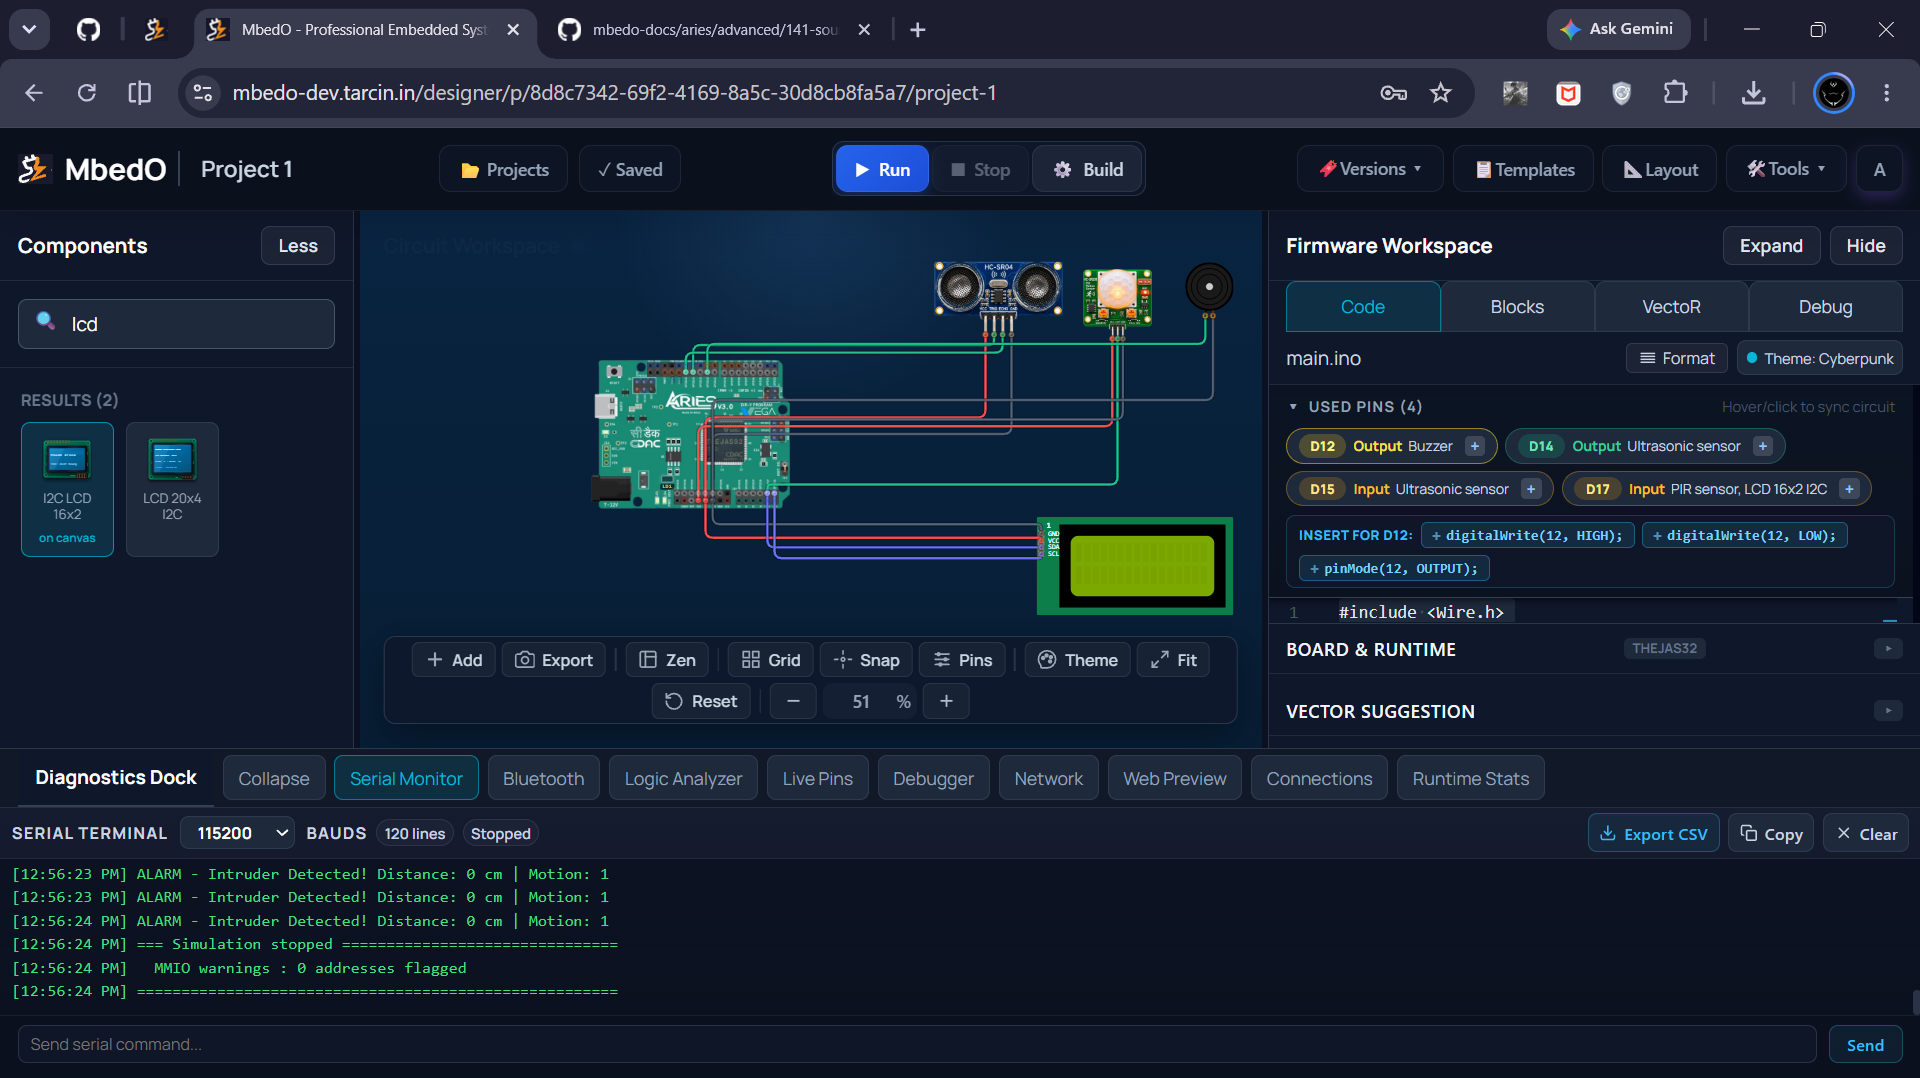 MbedO - Professional Embedded Syst
mbedo-docs/aries/advanced/141-sou
Ask Gemini
mbedo-dev.tarcin.in/designer/p/8d8c7342-69f2-4169-8a5c-30d8cb8fa5a7/project-1
MbedO
Project 1
Projects
✓ Saved
Run
Stop
Build
Versions
Templates
Layout
Tools
A
Components
Less
lcd
RESULTS (2)
I2C LCD 16x2
on canvas
LCD 20x4 I2C
Circuit Workspace
HC-SR04
ARIES V3.0
VEGA
सी डैक
CDAC
THEJAS32
1
GND
VCC
SDA
SCL
Add
Export
Zen
Grid
Snap
Pins
Theme
Fit
Reset
51 %
Firmware Workspace
Expand
Hide
Code
Blocks
VectoR
Debug
main.ino
Format
Theme: Cyberpunk
USED PINS (4)
Hover/click to sync circuit
D12 Output Buzzer +
D14 Output Ultrasonic sensor +
D15 Input Ultrasonic sensor +
D17 Input PIR sensor, LCD 16x2 I2C +
INSERT FOR D12:
+ digitalWrite(12, HIGH);
+ digitalWrite(12, LOW);
+ pinMode(12, OUTPUT);
1 #include <Wire.h>
BOARD & RUNTIME
THEJAS32
VECTOR SUGGESTION
Diagnostics Dock
Collapse
Serial Monitor
Bluetooth
Logic Analyzer
Live Pins
Debugger
Network
Web Preview
Connections
Runtime Stats
SERIAL TERMINAL
115200
BAUDS
120 lines
Stopped
Export CSV
Copy
Clear
[12:56:23 PM] ALARM - Intruder Detected! Distance: 0 cm | Motion: 1
[12:56:23 PM] ALARM - Intruder Detected! Distance: 0 cm | Motion: 1
[12:56:24 PM] ALARM - Intruder Detected! Distance: 0 cm | Motion: 1
[12:56:24 PM] === Simulation stopped ===============================
[12:56:24 PM] MMIO warnings : 0 addresses flagged
[12:56:24 PM] ======================================================
Send serial command...
Send